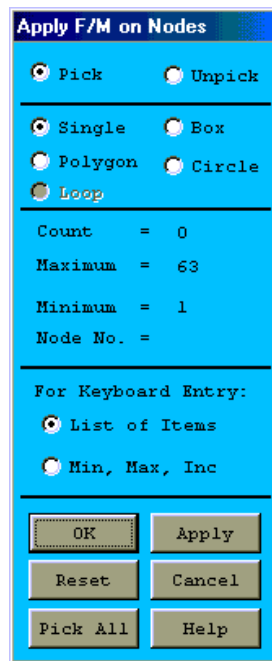 Apply F/M on Nodes
Pick Unpick
Single Box
Polygon Circle
Loop
Count = 0
Maximum = 63
Minimum = 1
Node No. =
For Keyboard Entry:
List of Items
Min, Max, Inc
OK Apply
Reset Cancel
Pick All Help